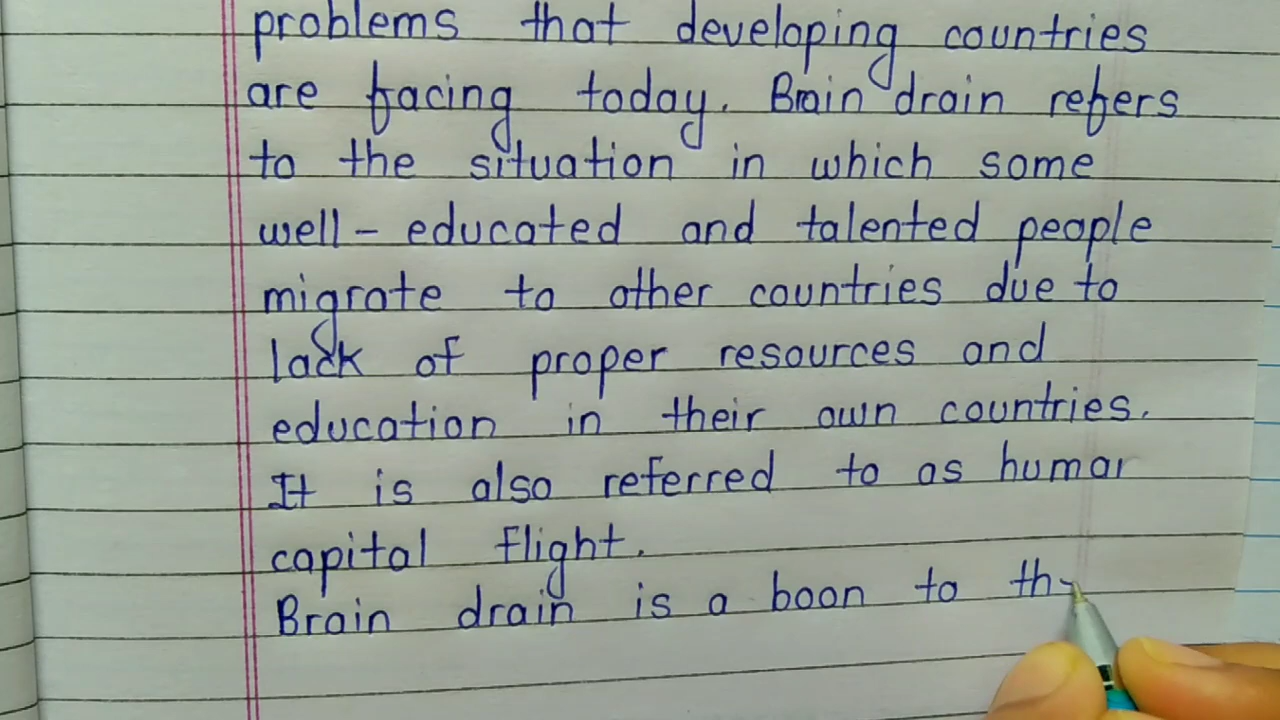 problems that developing countries
are facing today. Brain drain refers
to the situation in which some
well-educated and talented people
migrate to other countries due to
lack of proper resources and
education in their own countries.
It is also referred to as human
capital flight.
Brain drain is a boon to th